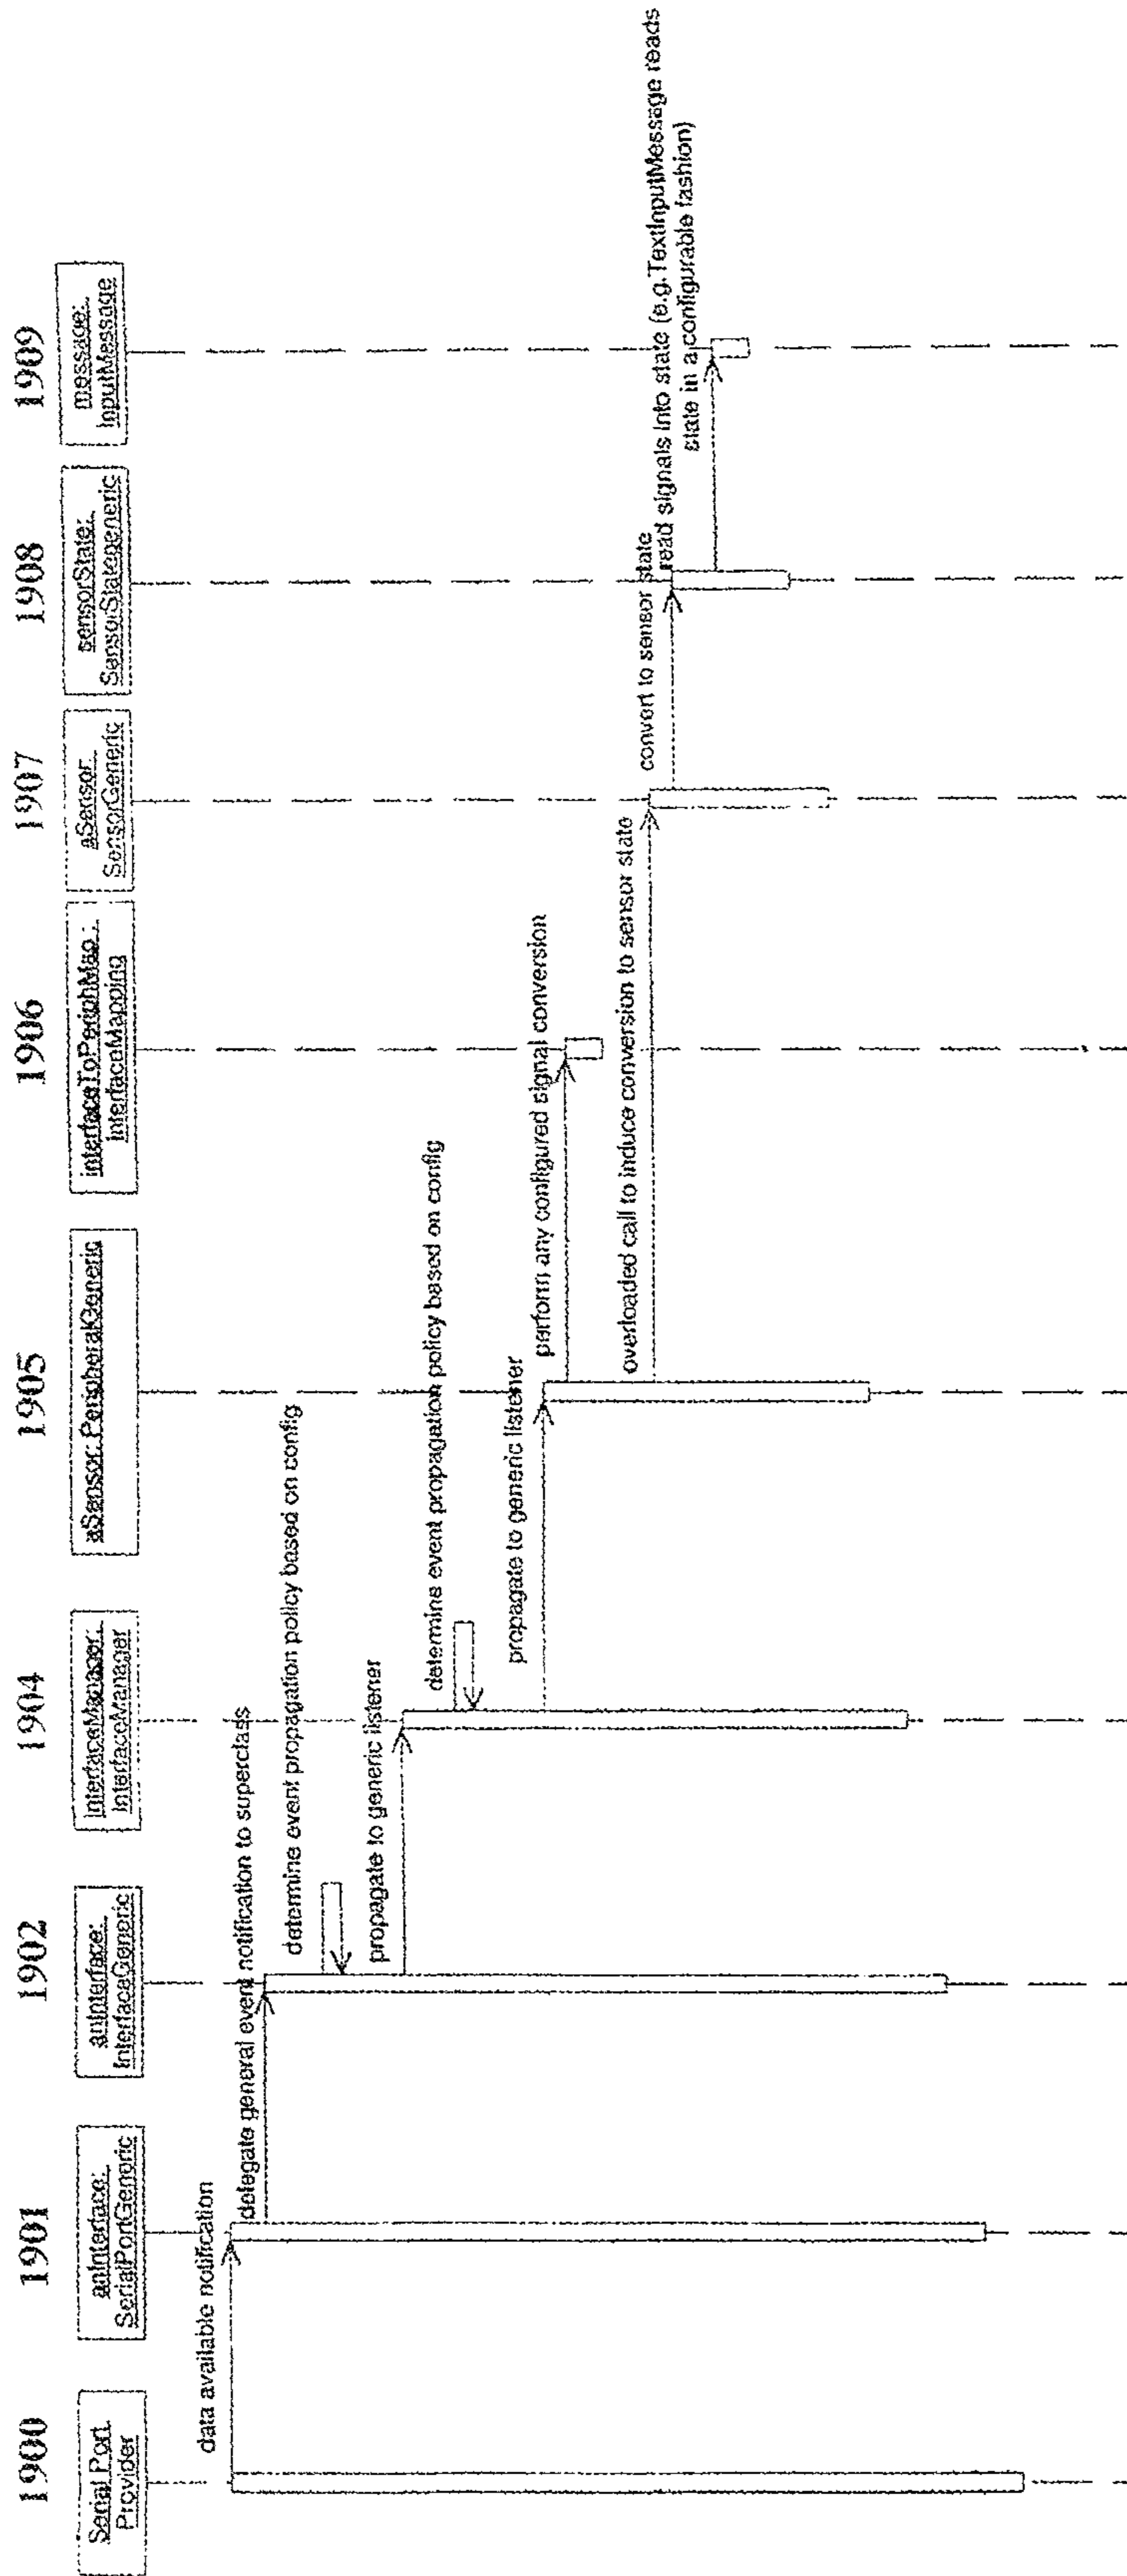 1900
Serial Port
Provider
1901
anInterface:
SerialPortGeneric
1902
anInterface:
InterfaceGeneric
1904
interfaceManager:
InterfaceManager
1905
aSensor: PeripheralGeneric
1906
interfaceToPeriphMap:
InterfaceMapping
1907
aSensor
SensorGeneric
1908
sensorState:
SensorStategeneric
1909
message:
InputMessage
data available notification
delegate general event notification to superclass
determine event propagation policy based on config
propagate to generic listener
determine event propagation policy based on config
propagate to generic listener
perform any configured signal conversion
overloaded call to induce conversion to sensor state
convert to sensor state
read signals into state (e.g.TextInputMessage reads
state in a configurable fashion)